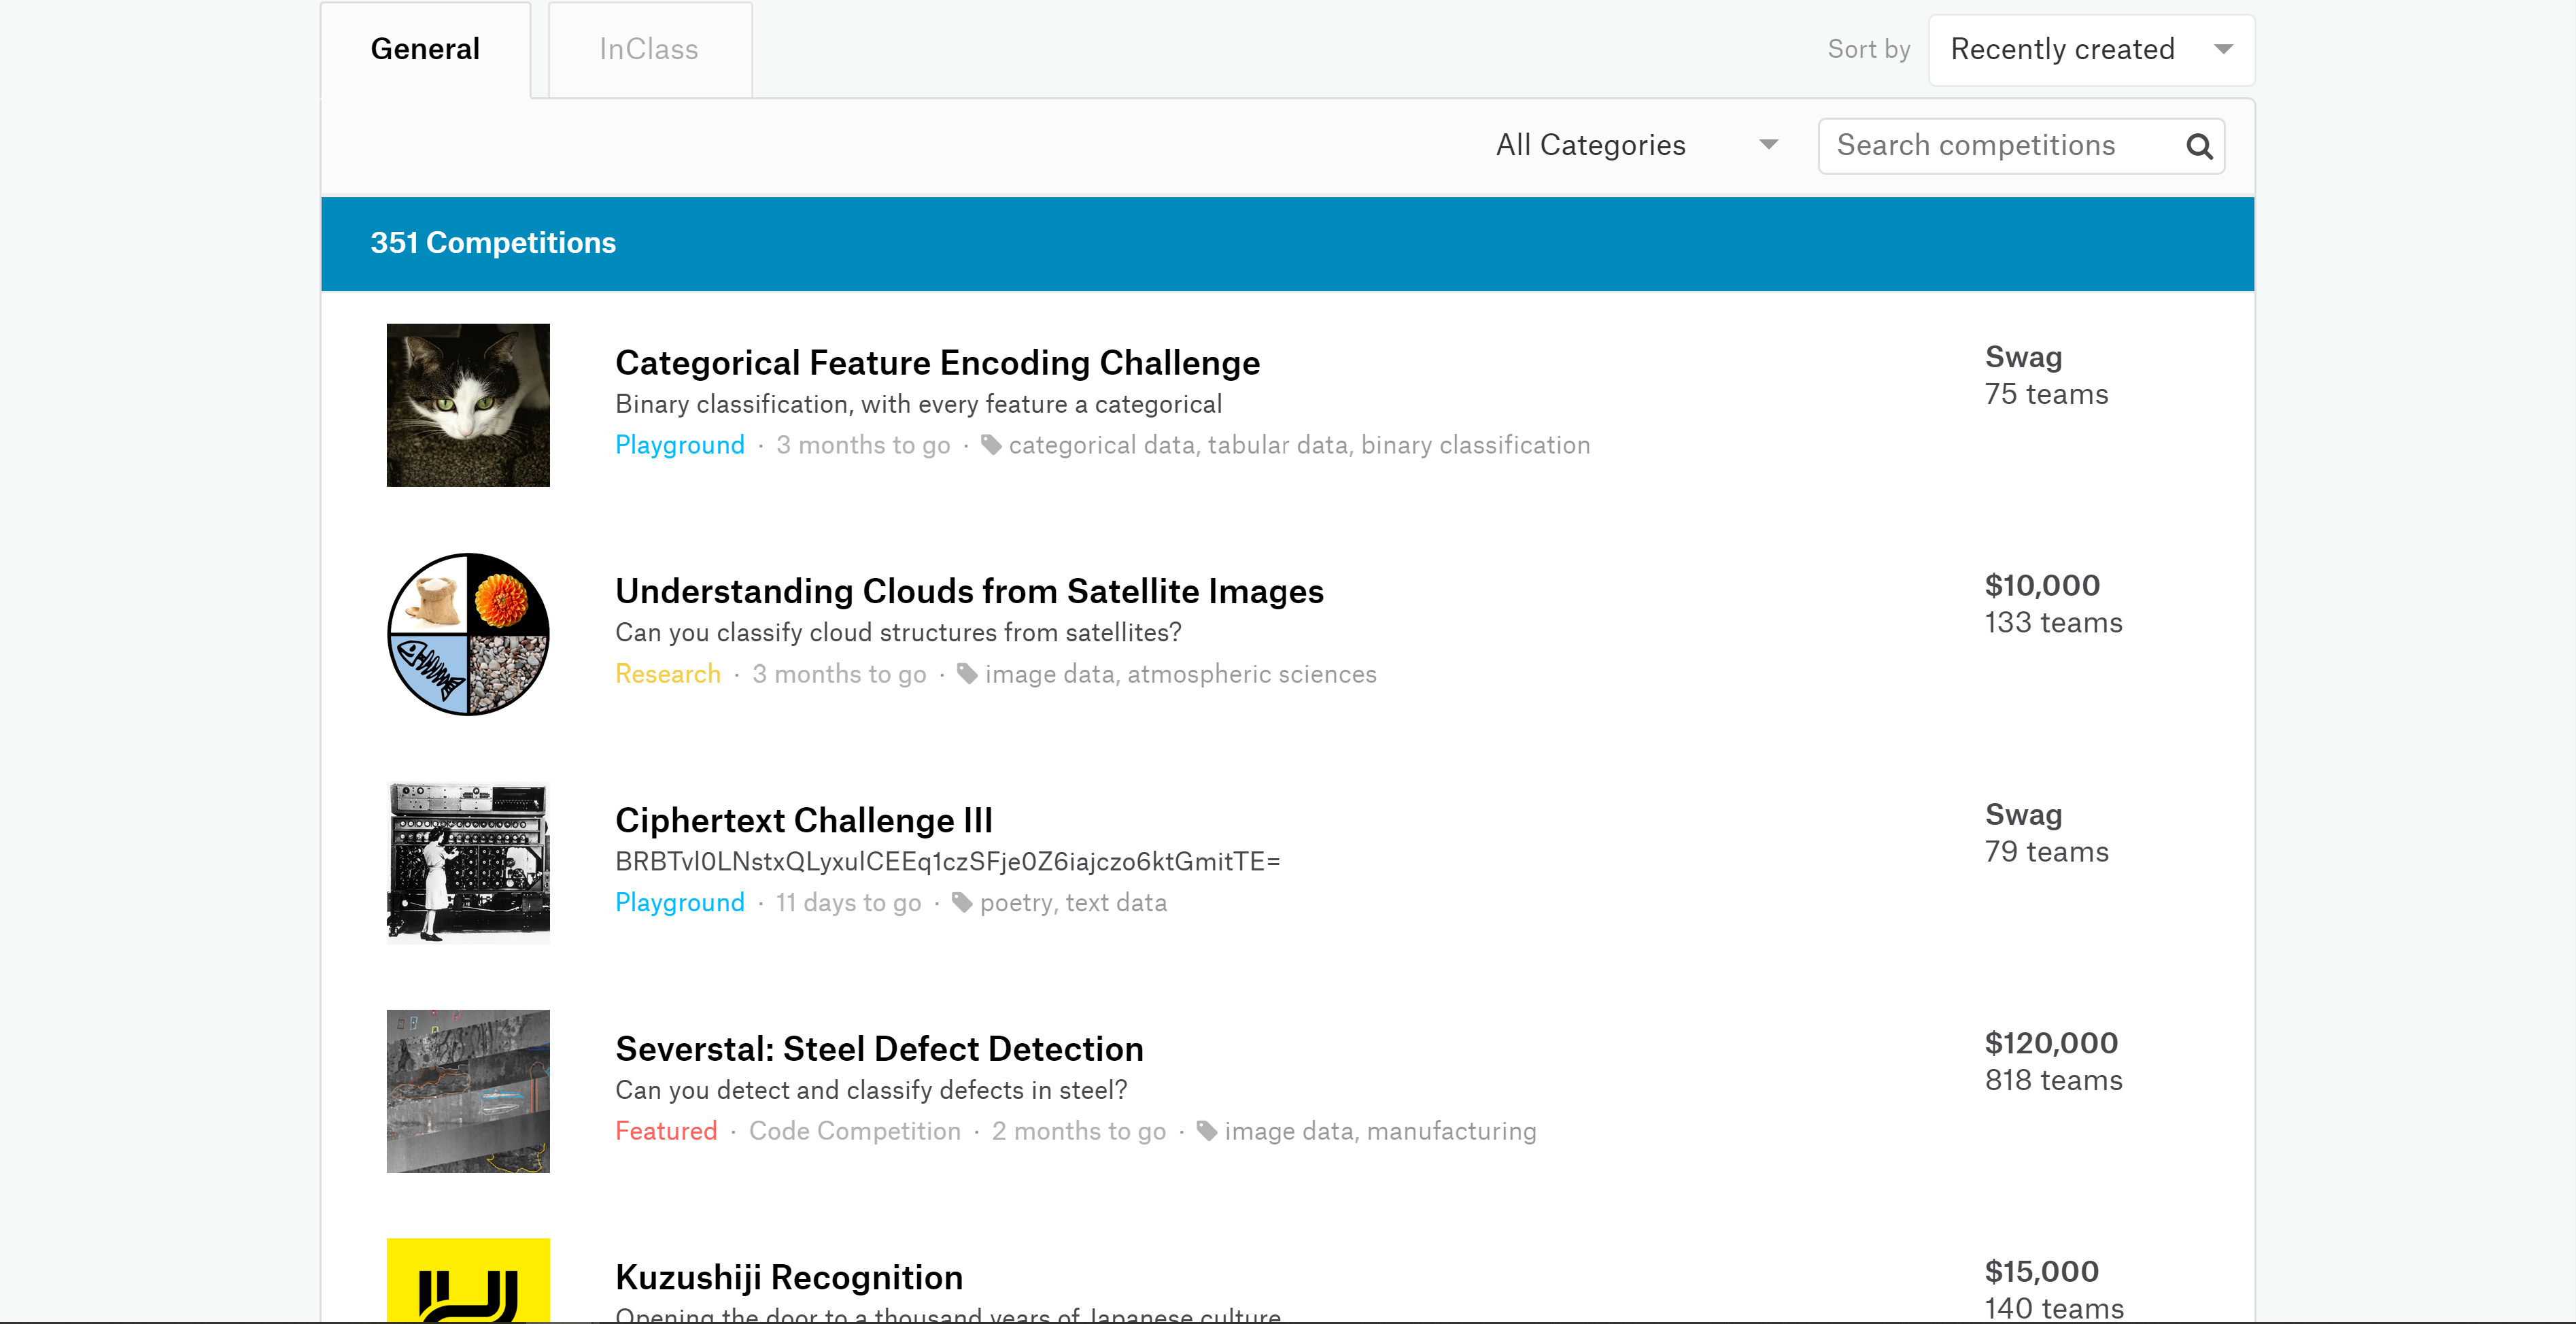 General
InClass
Sort by
Recently created
All Categories
Search competitions
351 Competitions
Categorical Feature Encoding Challenge
Swag
Binary classification, with every feature a categorical
75 teams
Playground · 3 months to go · categorical data, tabular data, binary classification
Understanding Clouds from Satellite Images
$10,000
Can you classify cloud structures from satellites?
133 teams
Research · 3 months to go · image data, atmospheric sciences
Ciphertext Challenge III
Swag
BRBTvl0LNstxQLyxulCEEq1czSFje0Z6iajczo6ktGmitTE=
79 teams
Playground · 11 days to go · poetry, text data
Severstal: Steel Defect Detection
$120,000
Can you detect and classify defects in steel?
818 teams
Featured · Code Competition · 2 months to go · image data, manufacturing
Kuzushiji Recognition
$15,000
Opening the door to a thousand years of Japanese culture
140 teams